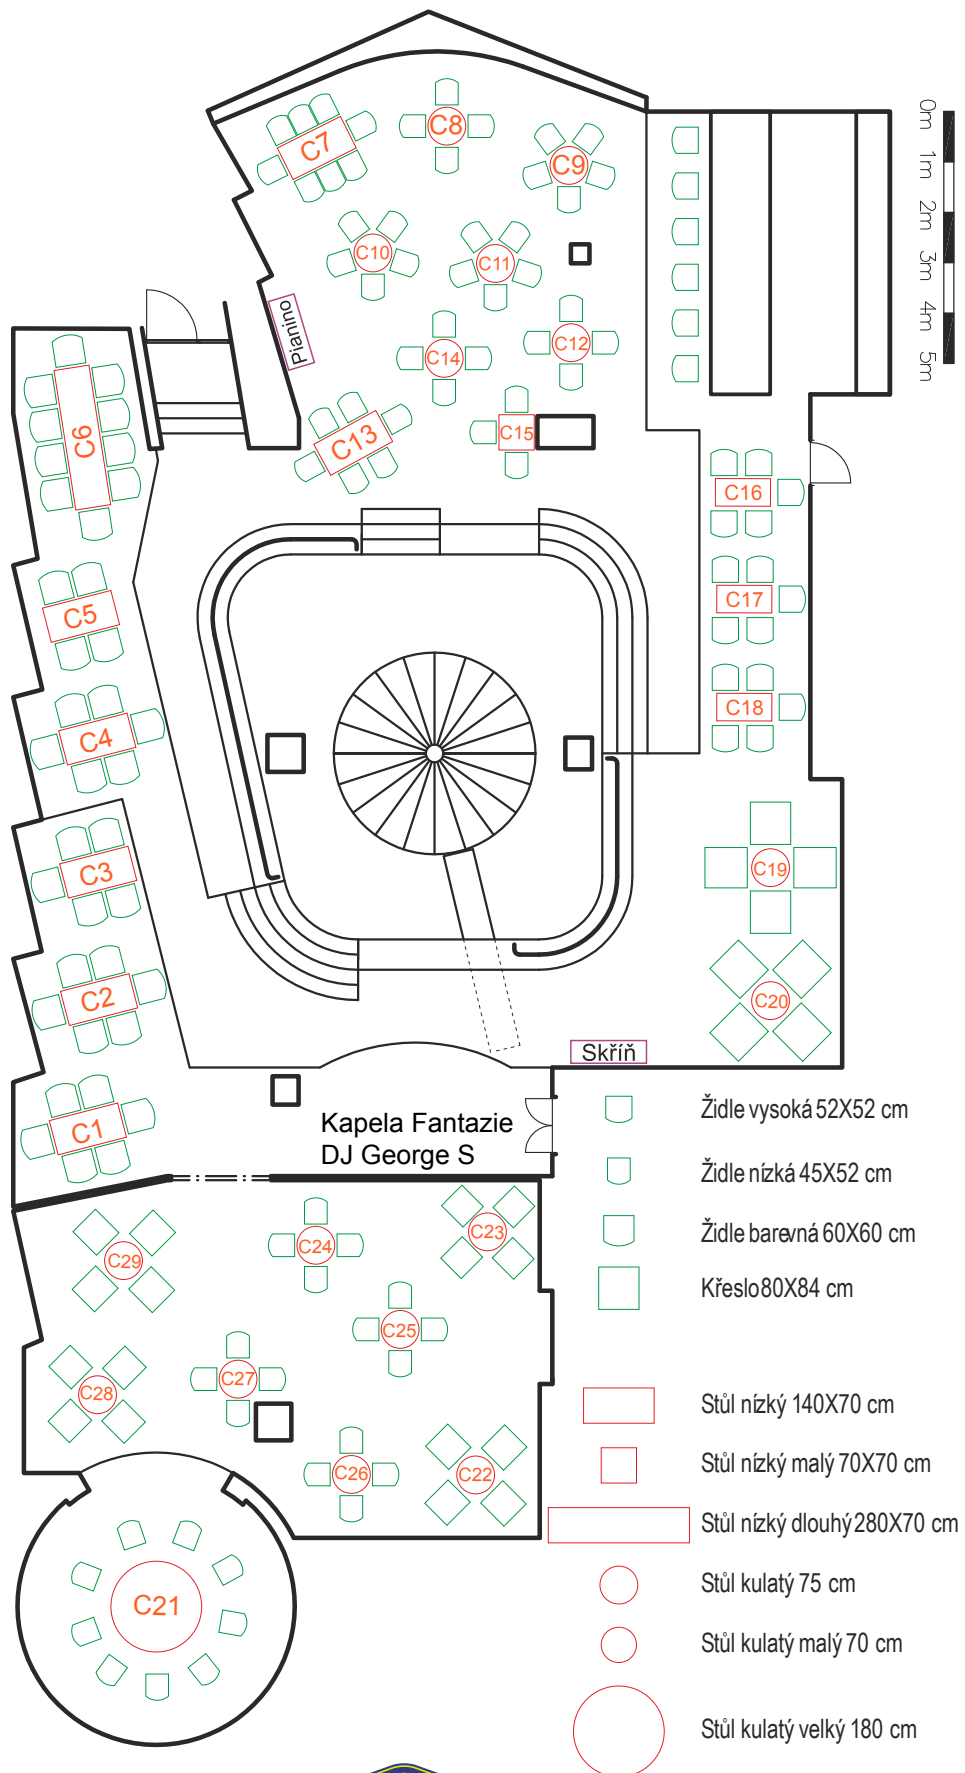 C7
C8
C9
0m 1m 2m 3m 4m 5m
C10
C11
Pianino
C14
C12
C6
C13
C15
C16
C5
C17
C4
C18
C3
C19
C2
C20
Skříň
C1
Kapela Fantazie
DJ George S
Židle vysoká 52X52 cm
Židle nízká 45X52 cm
Židle barevná 60X60 cm
Křeslo80X84 cm
C29
C24
C23
C25
C28
C27
C26
C22
C21
Stůl nízký 140X70 cm
Stůl nízký malý 70X70 cm
Stůl nízký dlouhý 280X70 cm
Stůl kulatý 75 cm
Stůl kulatý malý 70 cm
Stůl kulatý velký 180 cm